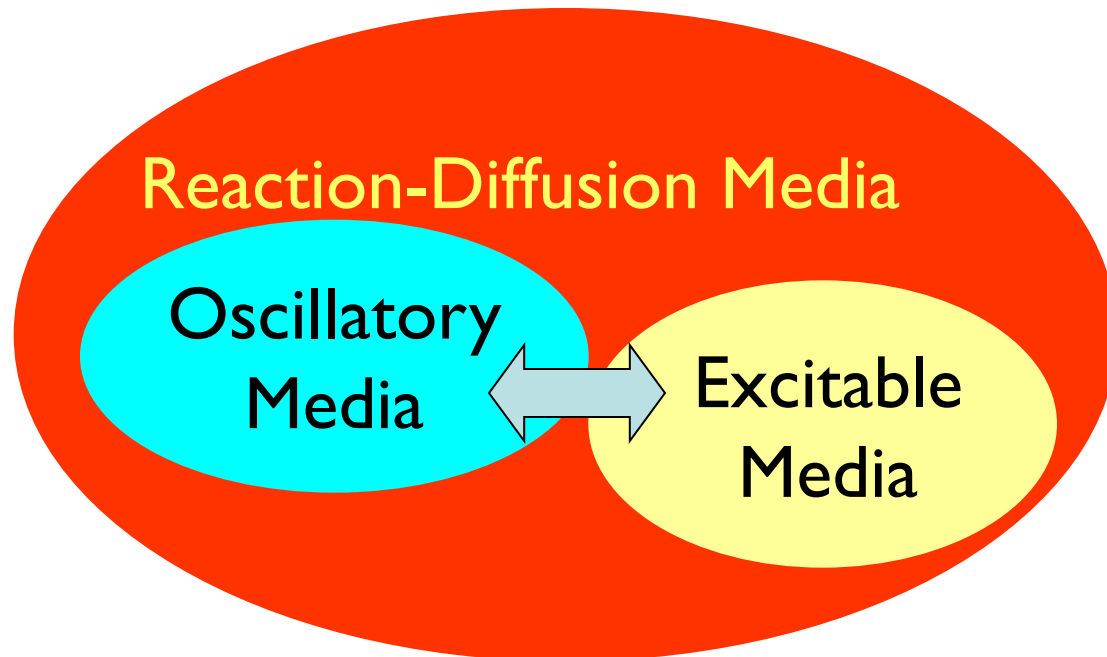 Reaction-Diffusion Media
Oscillatory
Media
Excitable
Media